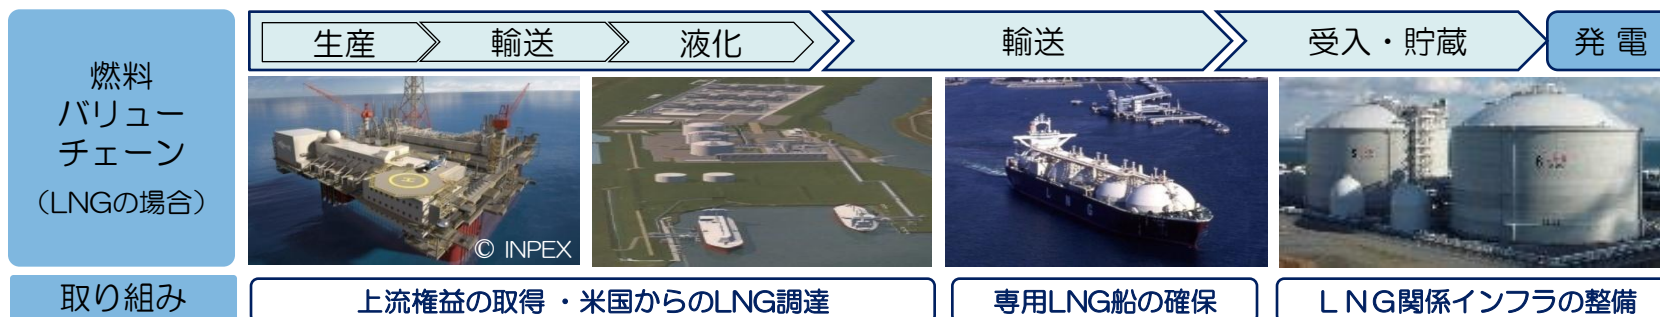 燃料
バリュー
チェーン
（LNGの場合）
生産
輸送
液化
輸送
受入・貯蔵
発 電
© INPEX
L N G
取り組み
上流権益の取得 ・米国からのLNG調達
専用LNG船の確保
ＬＮＧ関係インフラの整備